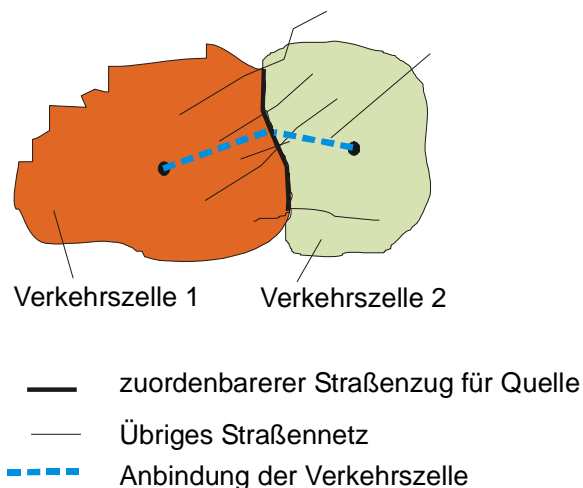 Verkehrszelle 1
Verkehrszelle 2
zuordenbarerer Straßenzug für Quelle
Übriges Straßennetz
Anbindung der Verkehrszelle